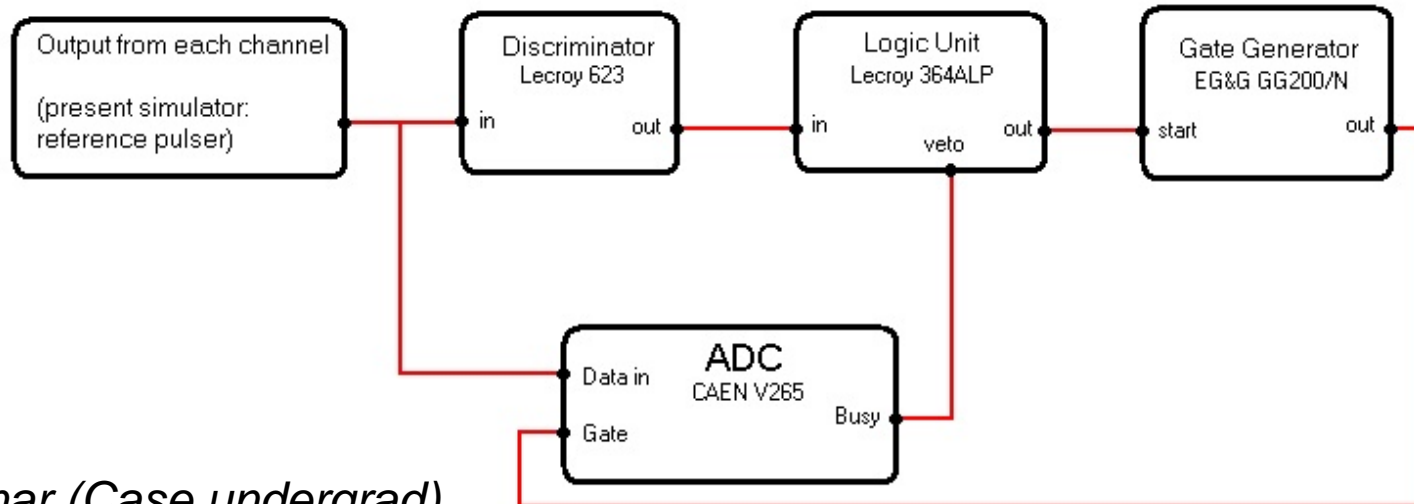 Output from each channel
(present simulator:
reference pulser)
Discriminator
Lecroy 623
in
out
Logic Unit
Lecroy 364ALP
in
out
veto
Gate Generator
EG&G GG200/N
start
out
ADC
CAEN V265
Data in
Gate
Busy
(Case undergrad)